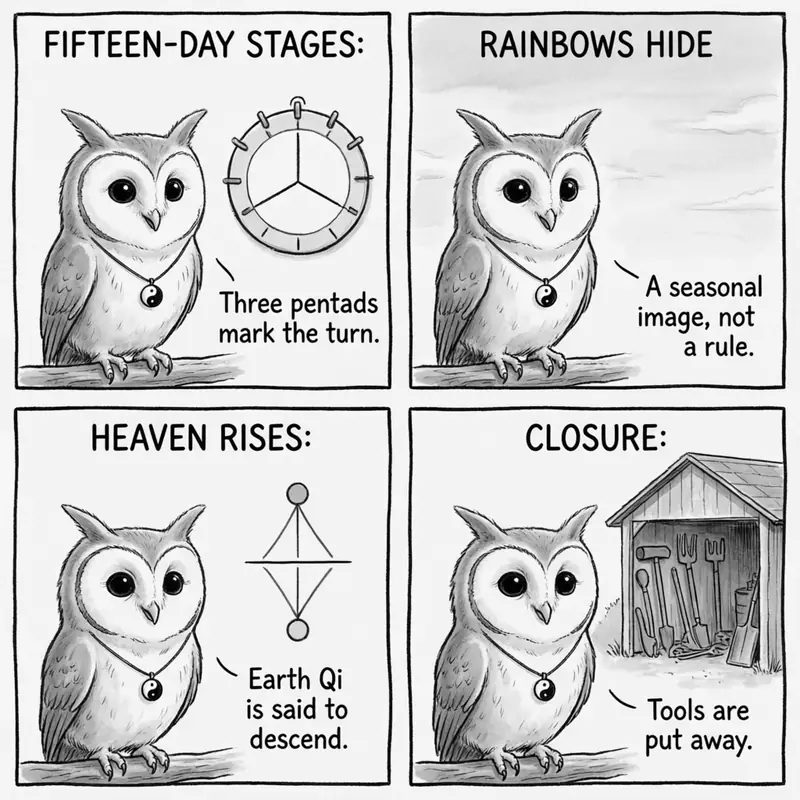 FIFTEEN-DAY STAGES:
Three pentads
mark the turn.
RAINBOWS HIDE
A seasonal
image, not
a rule.
HEAVEN RISES:
Earth Qi
is said to
descend.
CLOSURE:
Tools are
put away.